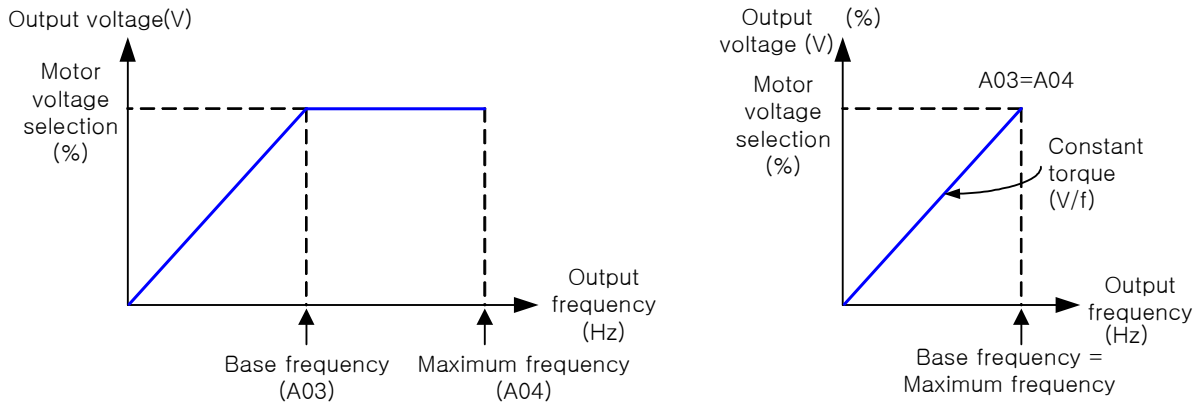 Output voltage(V)
Motor
voltage
selection
(%)
Output
frequency
(Hz)
Base frequency
(A03)
Maximum frequency
(A04)
Output (%)
voltage (V)
Motor
voltage
selection
(%)
A03=A04
Constant
torque
(V/f)
Output
frequency
(Hz)
Base frequency =
Maximum frequency